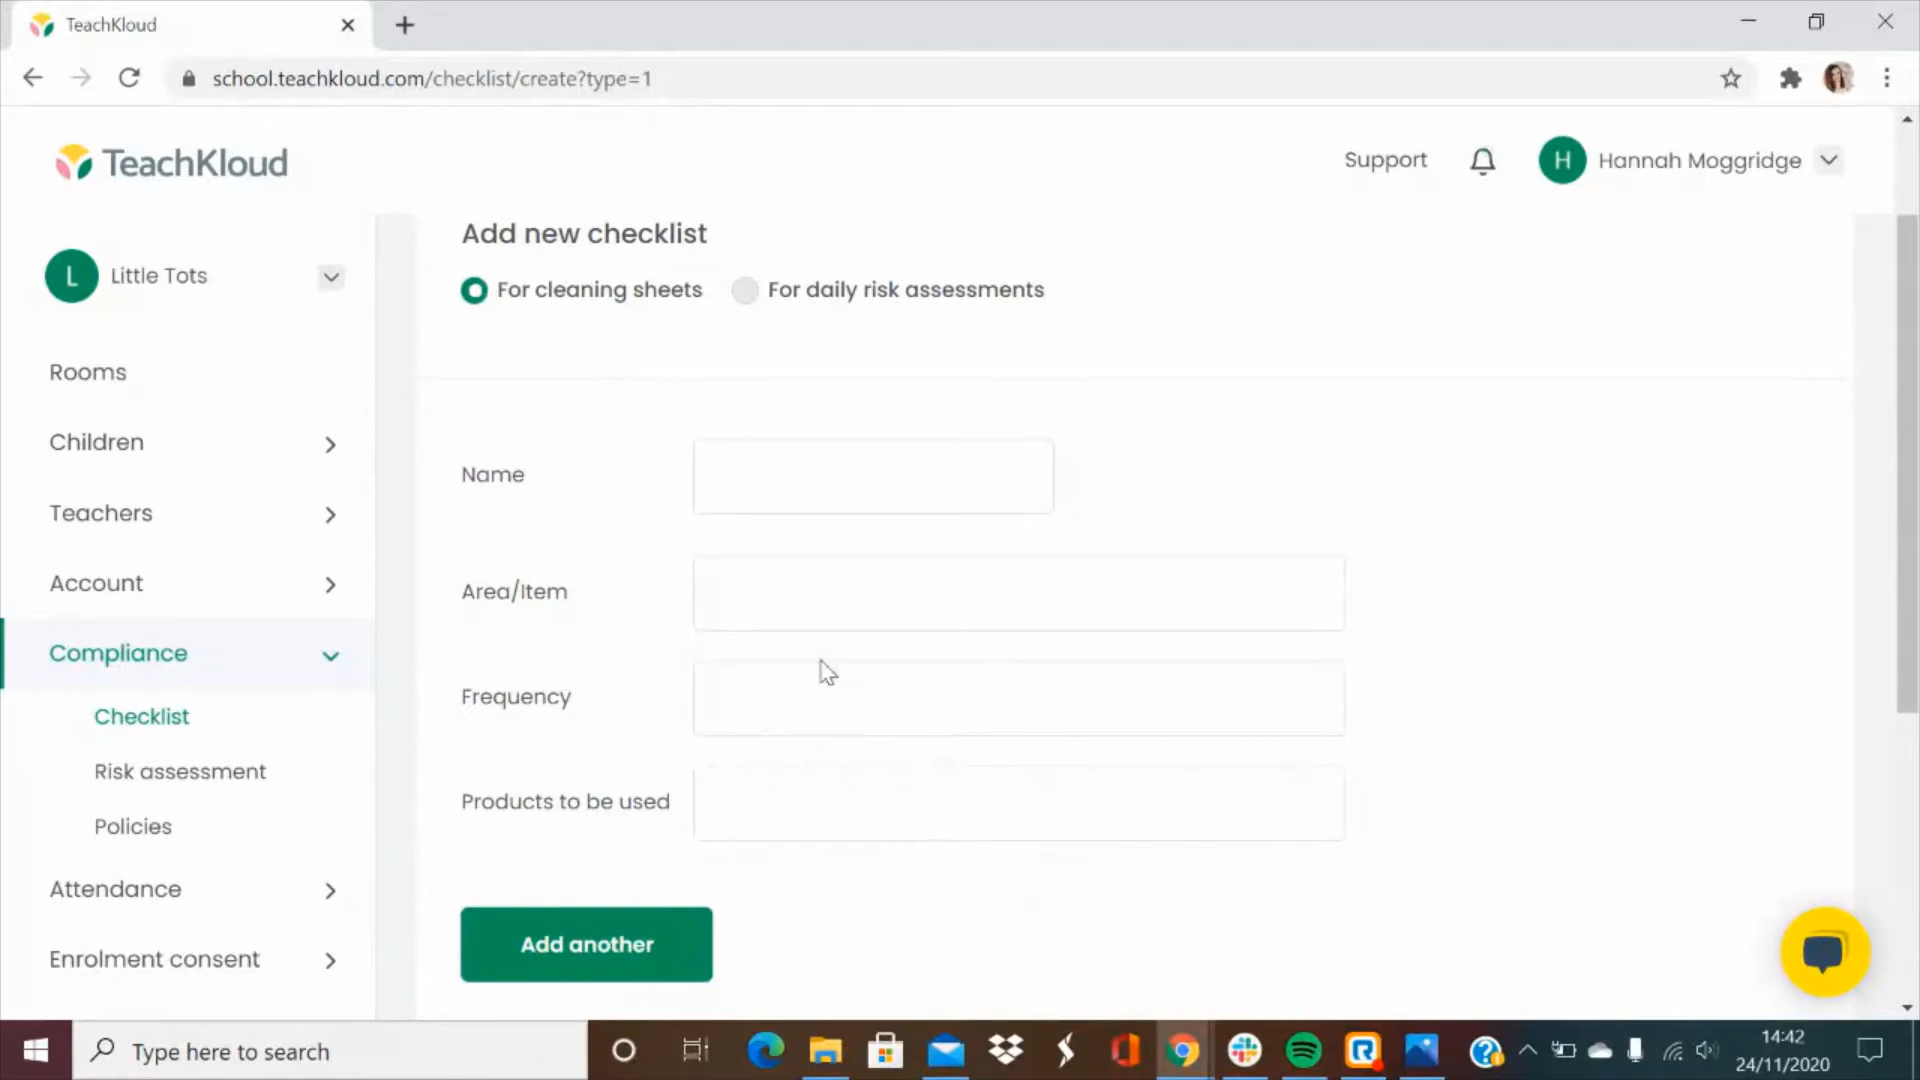 TeachKloud
school.teachkloud.com/checklist/create?type=1
TeachKloud
Support
H
Hannah Moggridge
L
Little Tots
Rooms
Children
Teachers
Account
Compliance
Checklist
Risk assessment
Policies
Attendance
Enrolment consent
Add new checklist
For cleaning sheets
For daily risk assessments
Name
Area/Item
Frequency
Products to be used
Add another
Type here to search
14:42
24/11/2020